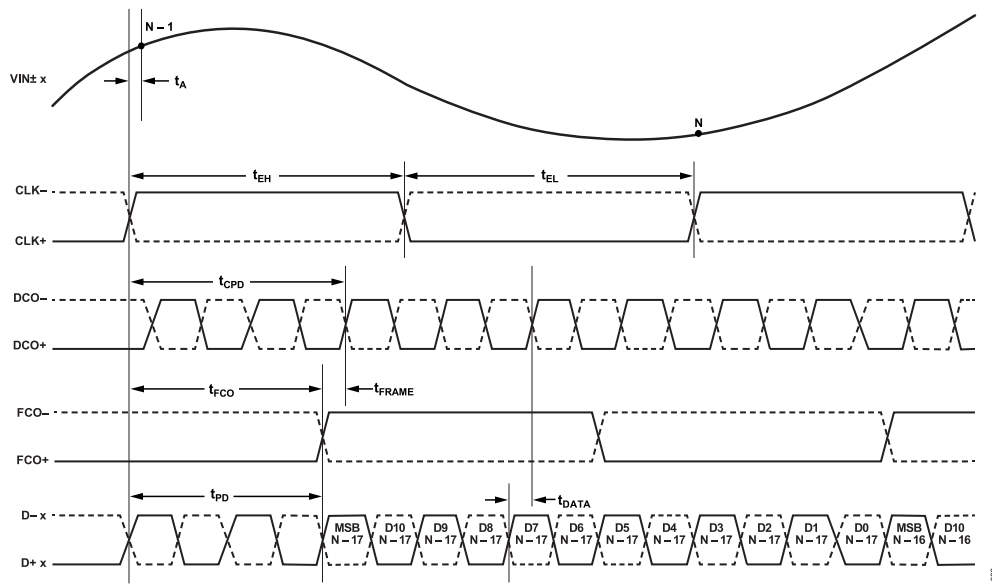 N – 1
VIN± x
tA
N
CLK–
tEH
tEL
CLK+
tCPD
DCO–
DCO+
tFCO
tFRAME
FCO–
FCO+
tPD
D– x
tDATA
MSB D10 D9 D8 D7 D6 D5 D4 D3 D2 D1 D0 MSB D10
N – 17 N – 17 N – 17 N – 17 N – 17 N – 17 N – 17 N – 17 N – 17 N – 17 N – 17 N – 17 N – 16 N – 16
D+ x